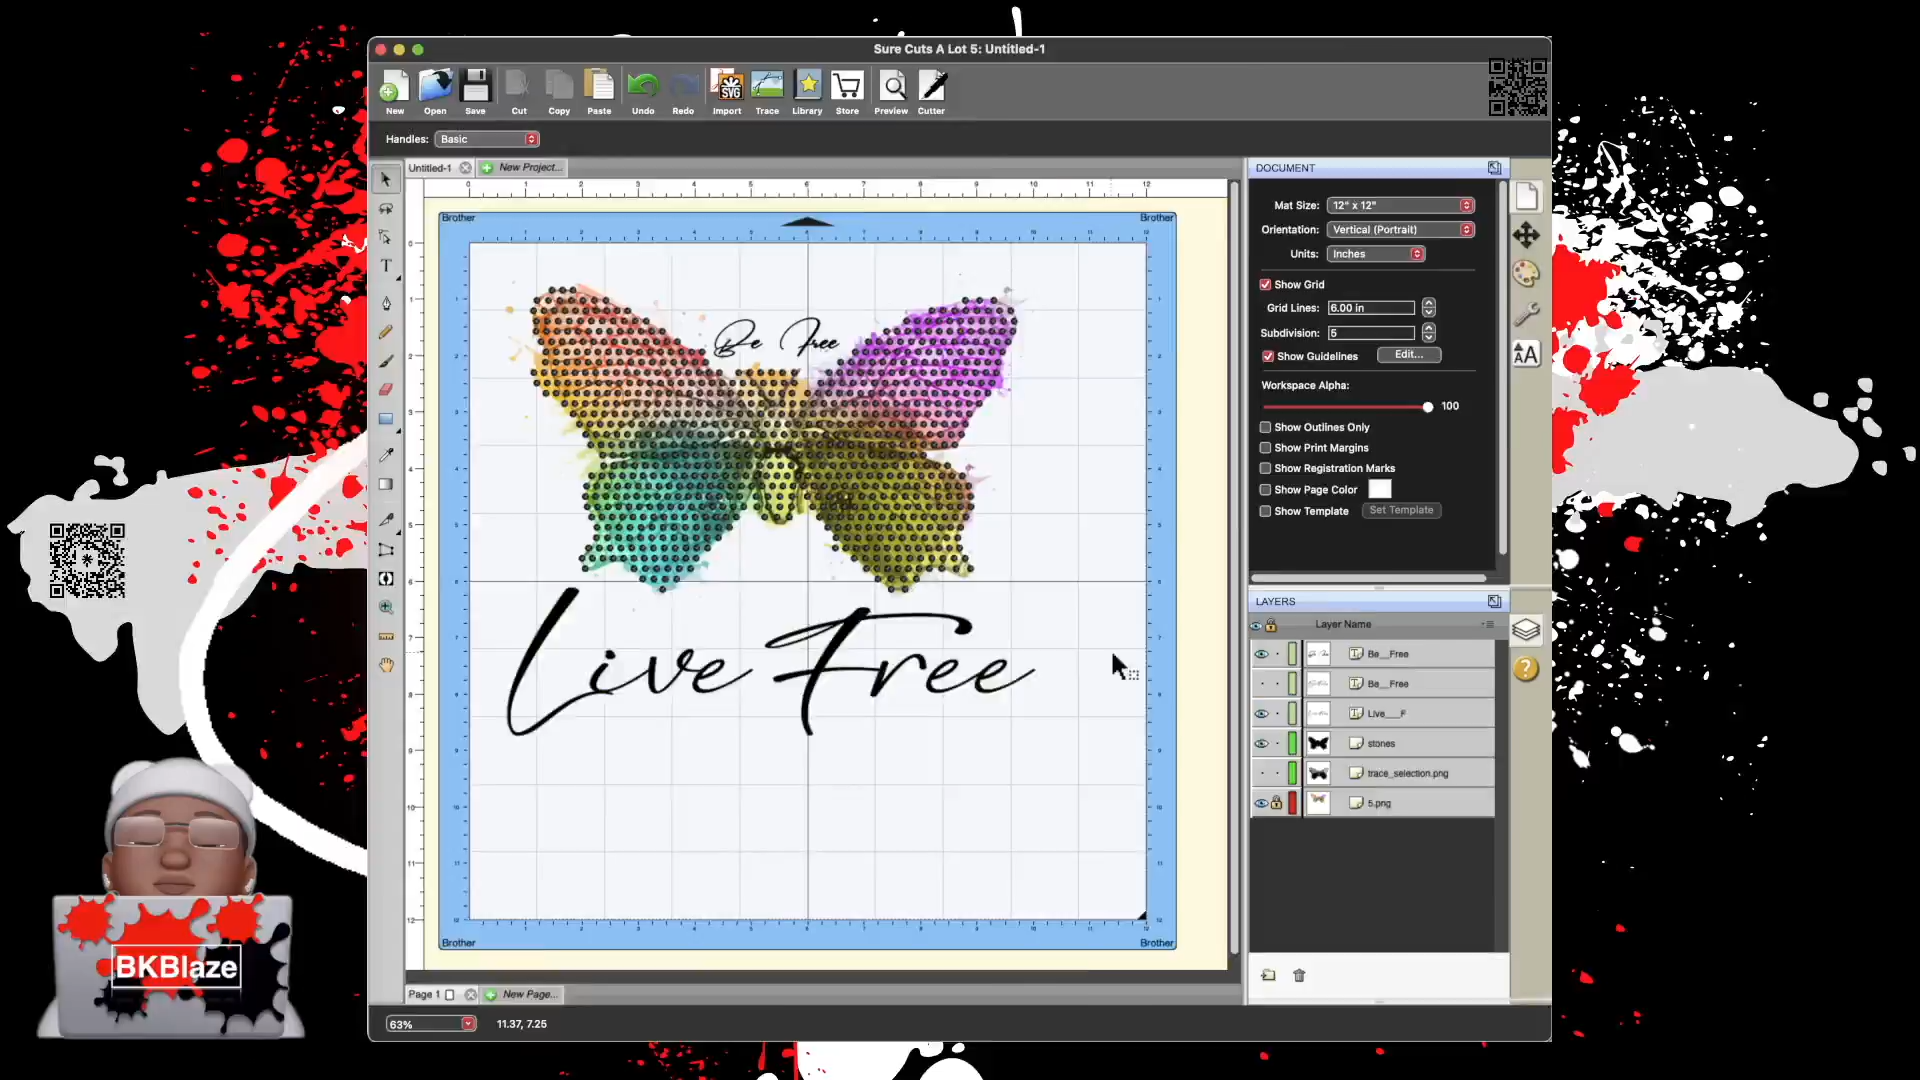 Sure Cuts A Lot 5: Untitled-1
New
Open
Save
Cut
Copy
Paste
Undo
Redo
SVG
Import
Trace
Library
Store
Preview
Cutter
Handles: Basic
Untitled-1
New Project...
DOCUMENT
Mat Size: 12" x 12"
Orientation: Vertical (Portrait)
Units: Inches
Show Grid
Grid Lines: 6.00 in
Subdivision: 5
Show Guidelines Edit...
Workspace Alpha:
100
Show Outlines Only
Show Print Margins
Show Registration Marks
Show Page Color
Show Template Set Template
Brother
Brother
Be Free
Live Free
Brother
Brother
LAYERS
Layer Name
Be__Free
Be__Free
Live___F
stones
trace_selection.png
5.png
Page 1
New Page...
63%
11.37, 7.25
BKBlaze